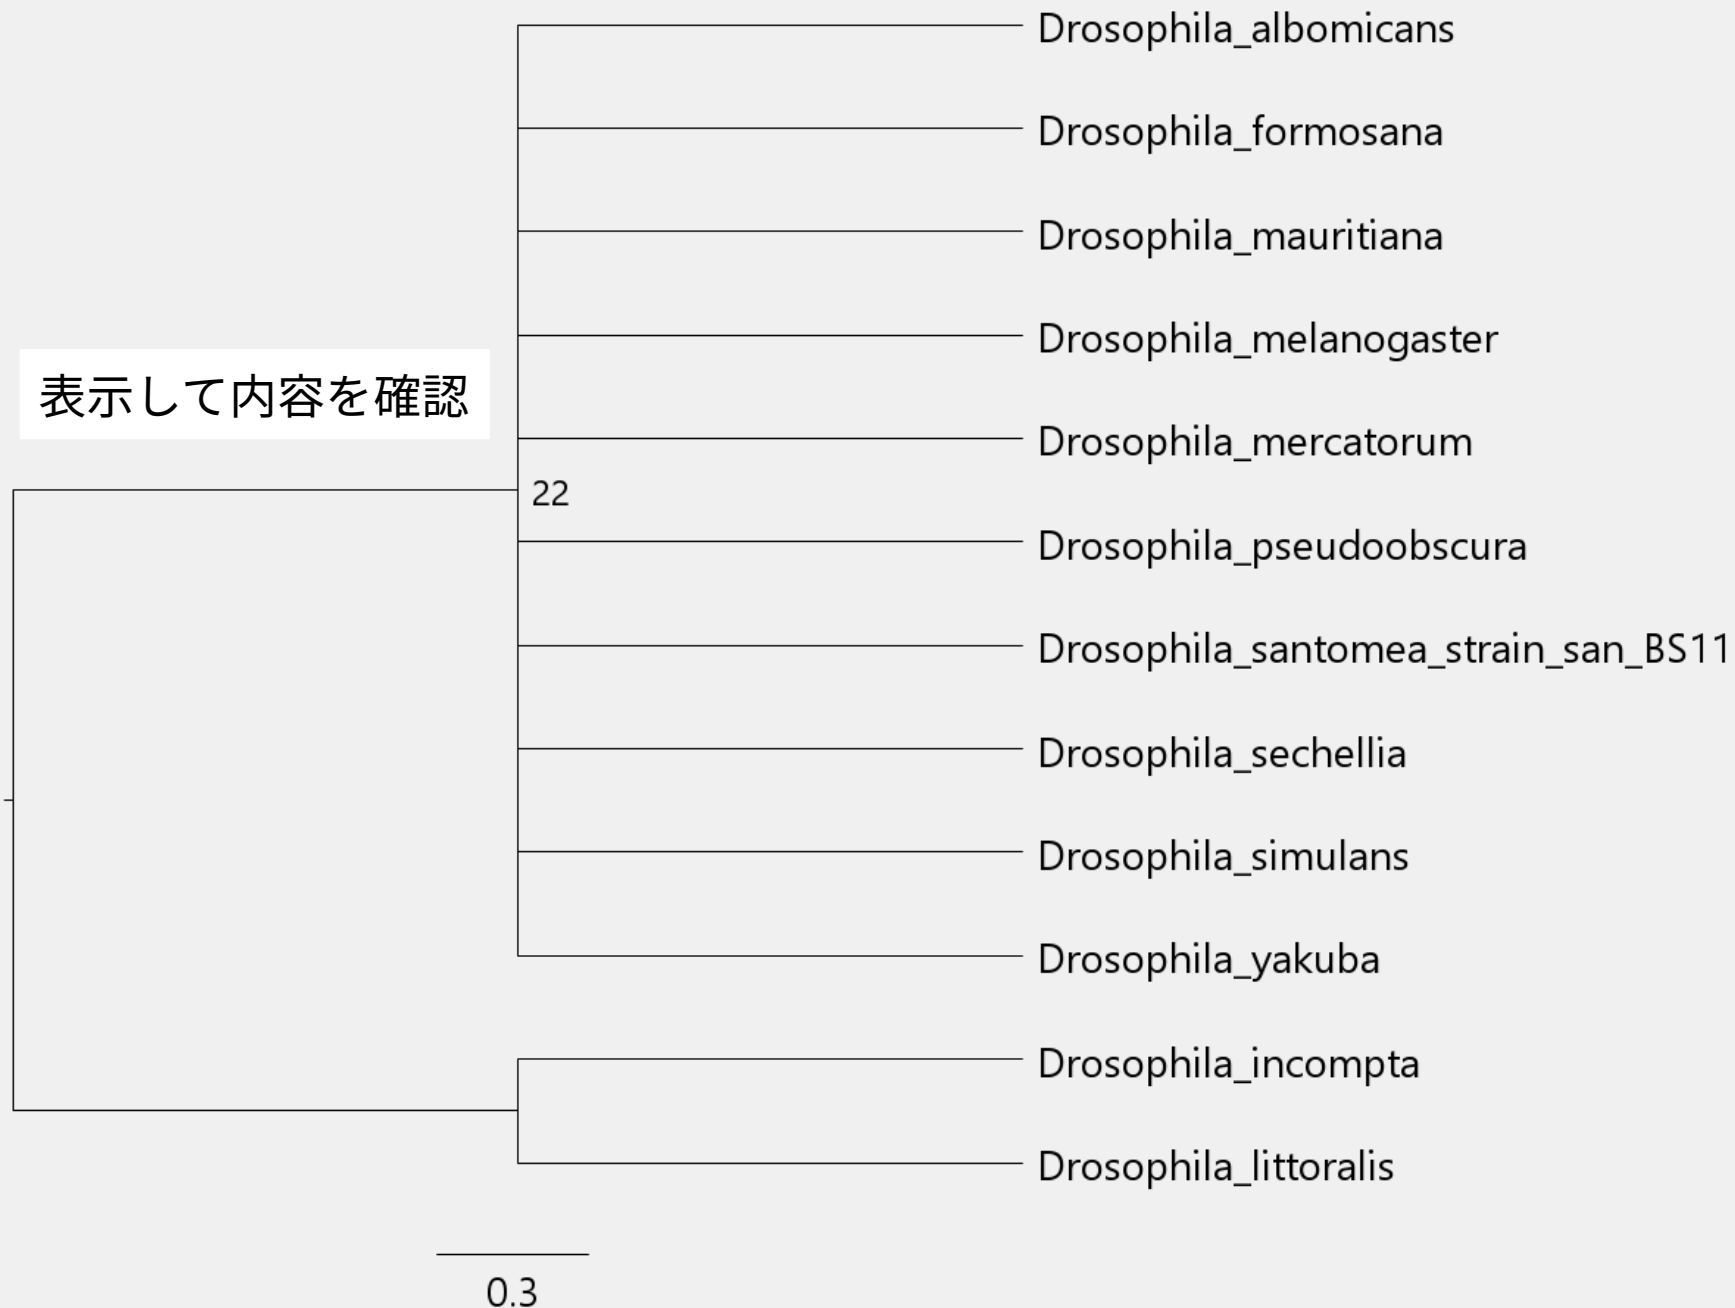 Drosophila_albomicans
Drosophila_formosana
Drosophila_mauritiana
Drosophila_melanogaster
表示して内容を確認
Drosophila_mercatorum
22
Drosophila_pseudoobscura
Drosophila_santomea_strain_san_BS11
Drosophila_sechellia
Drosophila_simulans
Drosophila_yakuba
Drosophila_incompta
Drosophila_littoralis
0.3